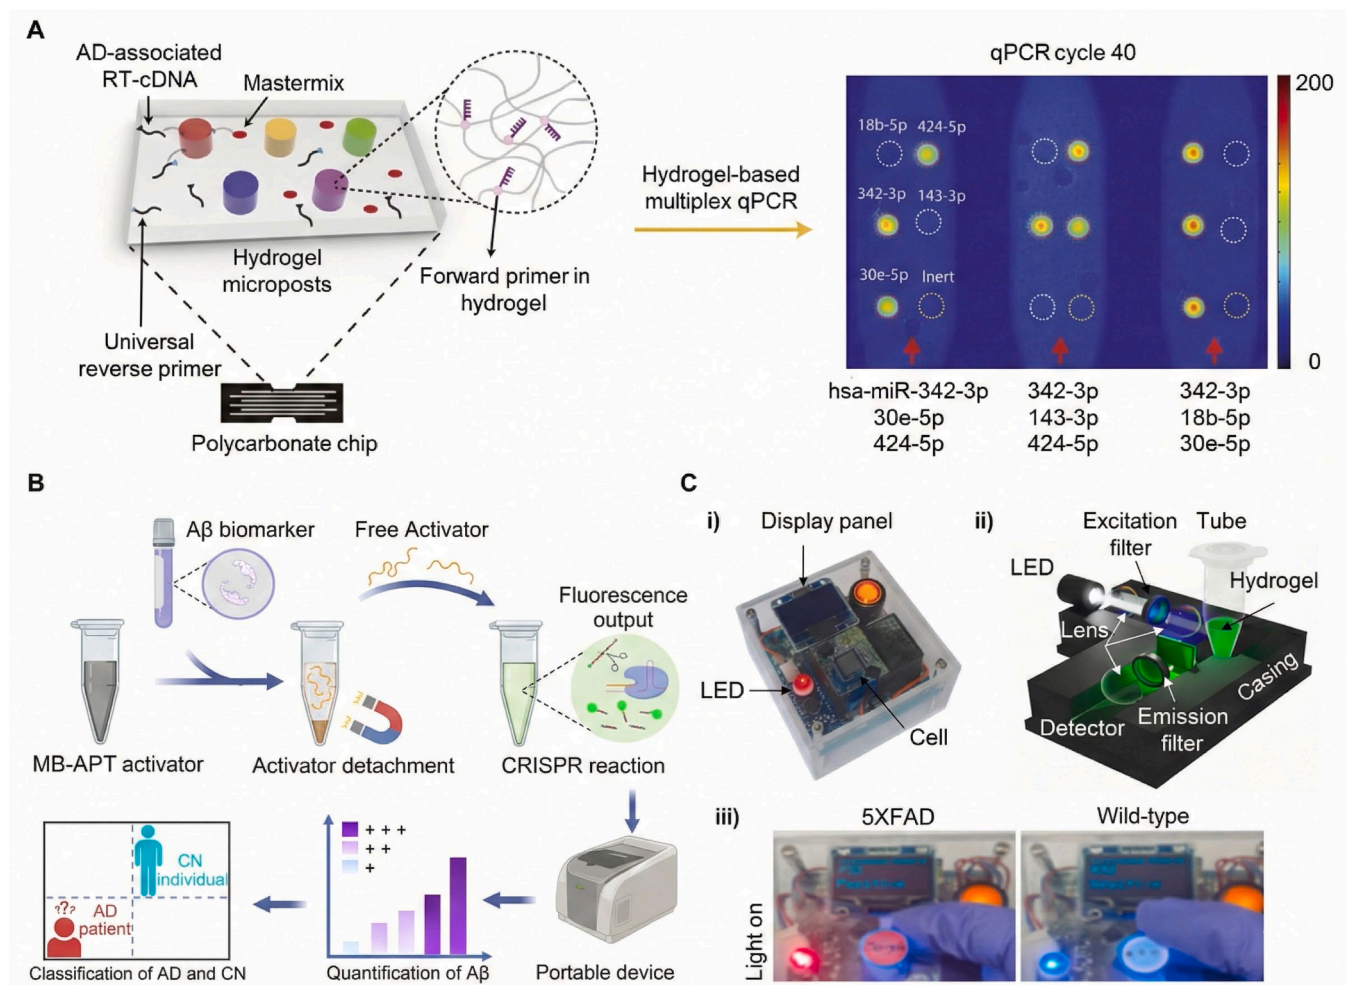 A
AD-associated
RT-cDNA
Mastermix
Hydrogel
microposts
Forward primer in
hydrogel
Universal
reverse primer
Polycarbonate chip
Hydrogel-based
multiplex qPCR
qPCR cycle 40
18b-5p 424-5p
342-3p 143-3p
30e-5p Inert
200
0
hsa-miR-342-3p
30e-5p
424-5p
342-3p
143-3p
424-5p
342-3p
18b-5p
30e-5p
B
Aβ biomarker
Free Activator
Fluorescence
output
MB-APT activator
Activator detachment
CRISPR reaction
CN
individual
???
AD
patient
Classification of AD and CN
+ + +
+ +
+
Quantification of Aβ
Portable device
C
i)
Display panel
LED
Cell
ii)
Excitation
filter
Tube
LED
Hydrogel
Lens
Casing
Detector
Emission
filter
iii)
5XFAD
Wild-type
Light on
Positive
Negative